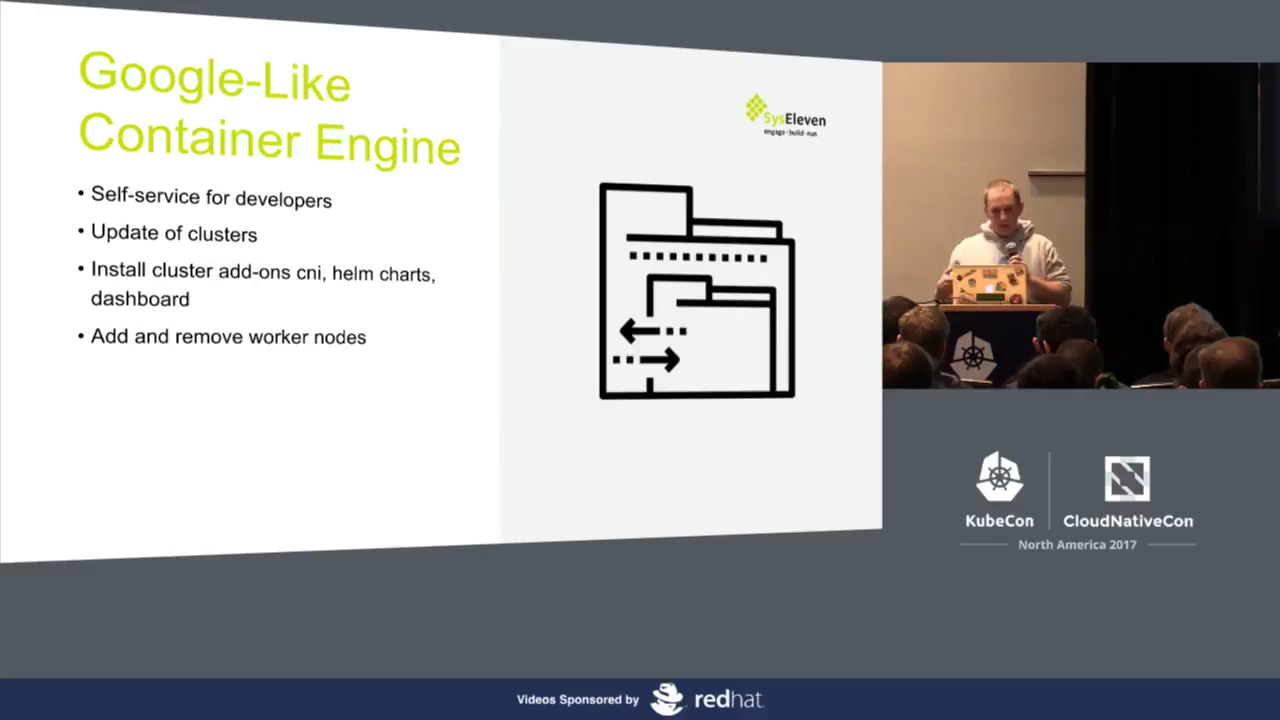 Google-Like
Container Engine
• Self-service for developers
• Update of clusters
• Install cluster add-ons cni, helm charts,
dashboard
• Add and remove worker nodes
SysEleven
engage·build·run
KubeCon
CloudNativeCon
North America 2017
Videos Sponsored by
redhat.